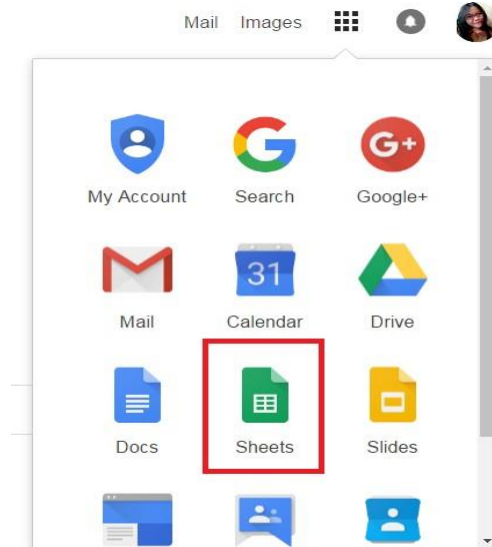 Mail Images
My Account Search Google+
G+
31
Mail Calendar Drive
Docs Sheets Slides